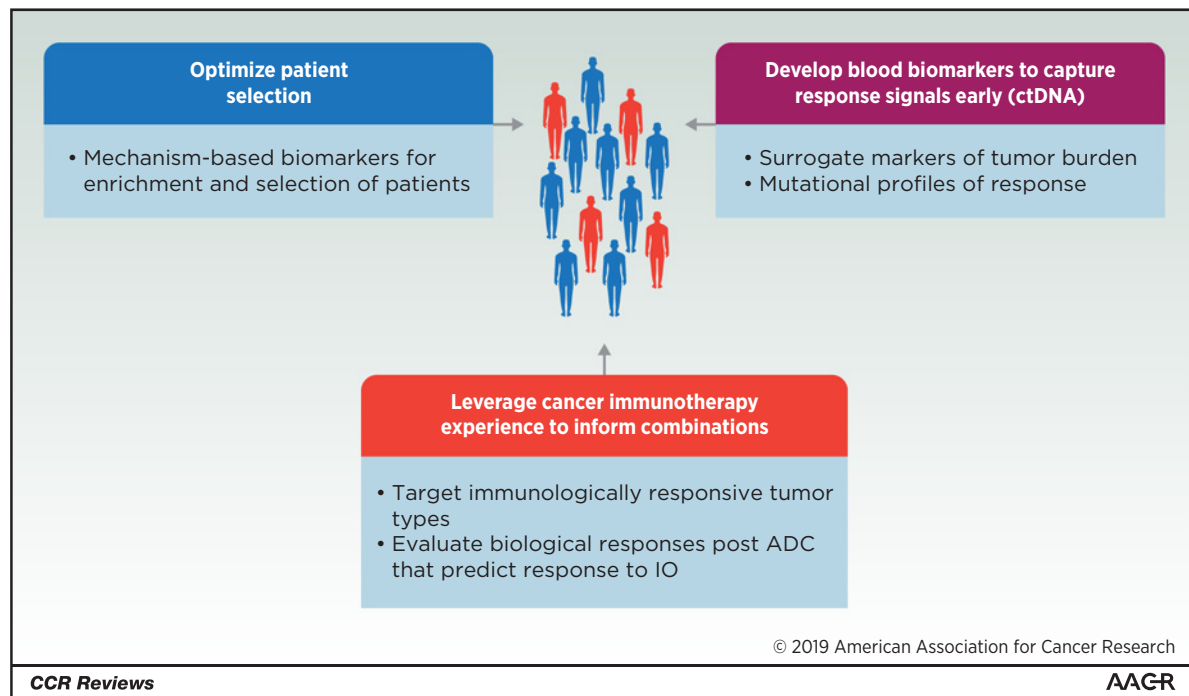 Optimize patient
selection
• Mechanism-based biomarkers for
enrichment and selection of patients
Develop blood biomarkers to capture
response signals early (ctDNA)
• Surrogate markers of tumor burden
• Mutational profiles of response
Leverage cancer immunotherapy
experience to inform combinations
• Target immunologically responsive tumor
types
• Evaluate biological responses post ADC
that predict response to IO
© 2019 American Association for Cancer Research
CCR Reviews
AACR